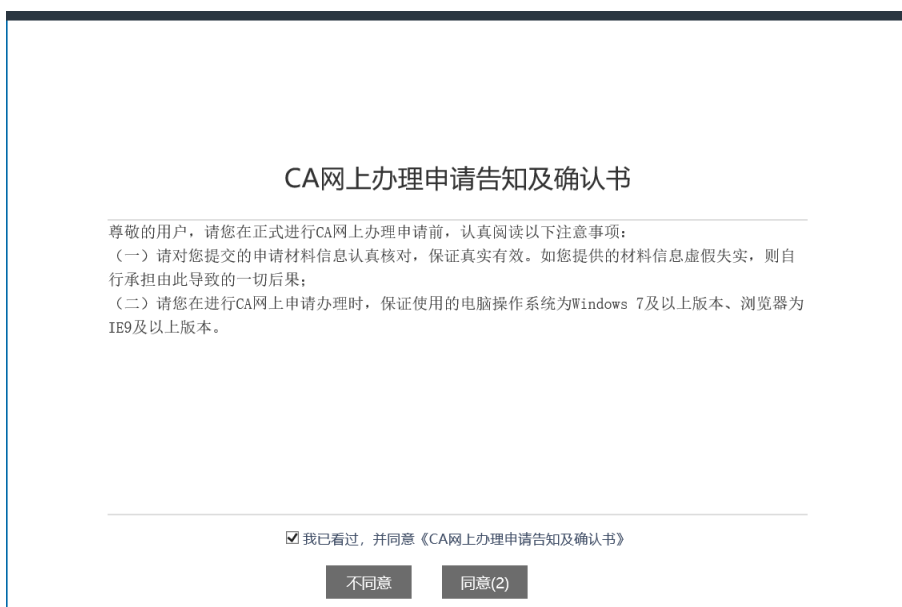 CA网上办理申请告知及确认书
尊敬的用户，请您在正式进行CA网上办理申请前，认真阅读以下注意事项：
（一）请对您提交的申请材料信息认真核对，保证真实有效。如您提供的材料信息虚假失实，则自
行承担由此导致的一切后果；
（二）请您在进行CA网上申请办理时，保证使用的电脑操作系统为Windows 7及以上版本、浏览器为
IE9及以上版本。
我已看过，并同意《CA网上办理申请告知及确认书》
不同意 同意(2)